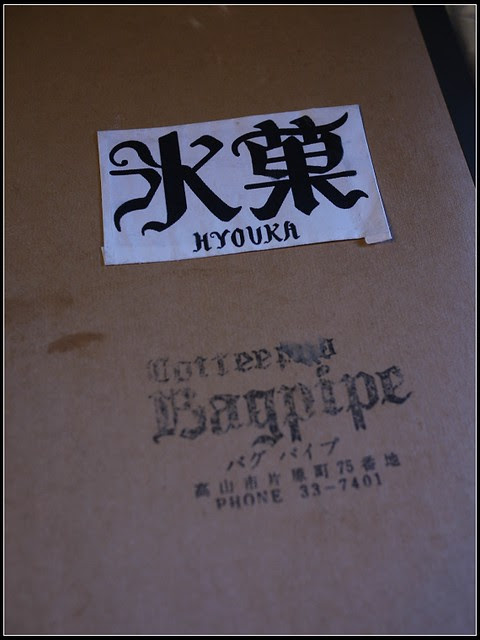 氷菓
HYOUKA
Coffee
Bagpipe
バグパイプ
高山市片原町75番地
PHONE 33-7401